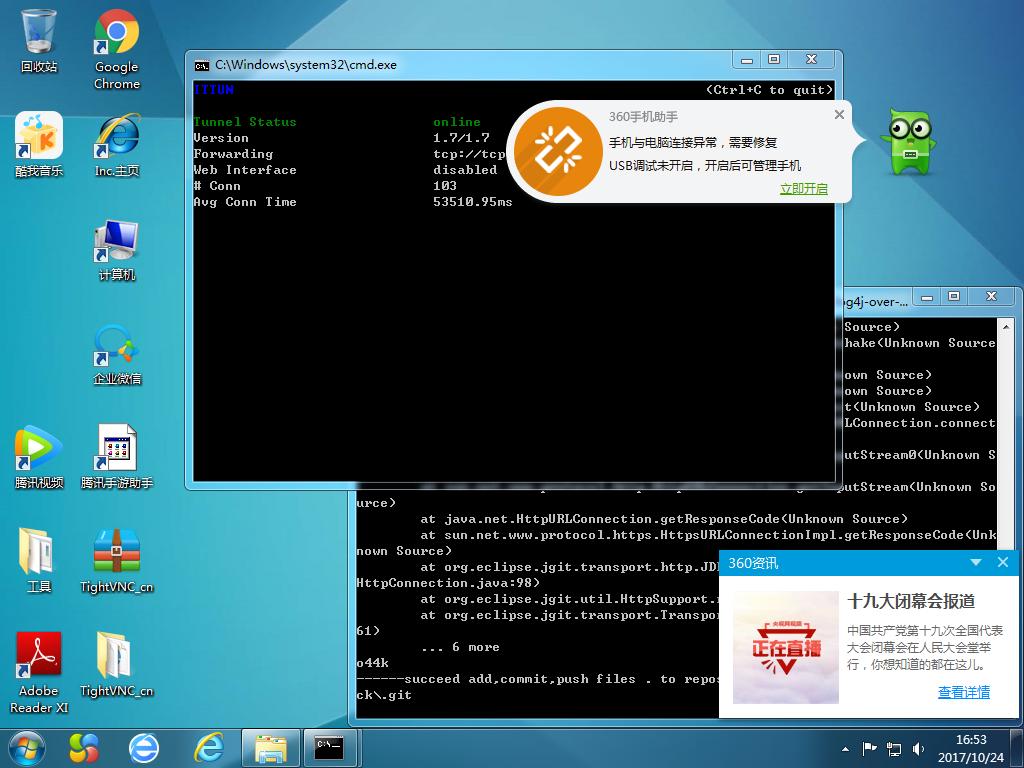 回收站
Google
Chrome
酷我音乐
Inc.主页
计算机
企业微信
腾讯视频
腾讯手游助手
工具
TightVNC_cn
Adobe
Reader XI
TightVNC_cn
C:\Windows\system32\cmd.exe
(Ctrl+C to quit)
Tunnel Status online
Version 1.7/1.7
Forwarding tcp://tcp
Web Interface disabled
# Conn 103
Avg Conn Time 53510.95ms
360手机助手
手机与电脑连接异常，需要修复
USB调试未开启，开启后可管理手机
立即开启
og4j-over-...
Source)
hake(Unknown Source
own Source)
own Source)
t(Unknown Source)
LConnection.connect
utStream0(Unknown S
utStream(Unknown So
urce)
at java.net.HttpURLConnection.getResponseCode(Unknown Source)
at sun.net.www.protocol.https.HttpsURLConnectionImpl.getResponseCode(Unk
nown Source)
at org.eclipse.jgit.transport.http.JD
HttpConnection.java:98)
at org.eclipse.jgit.util.HttpSupport.
at org.eclipse.jgit.transport.Transpo
61)
... 6 more
o44k
------succeed add,commit,push files . to repos
ck\.git
360资讯
央视网视频
正在直播
十九大闭幕会报道
中国共产党第十九次全国代表
大会闭幕会在人民大会堂举
行，你想知道的都在这儿。
查看详情
16:53
2017/10/24